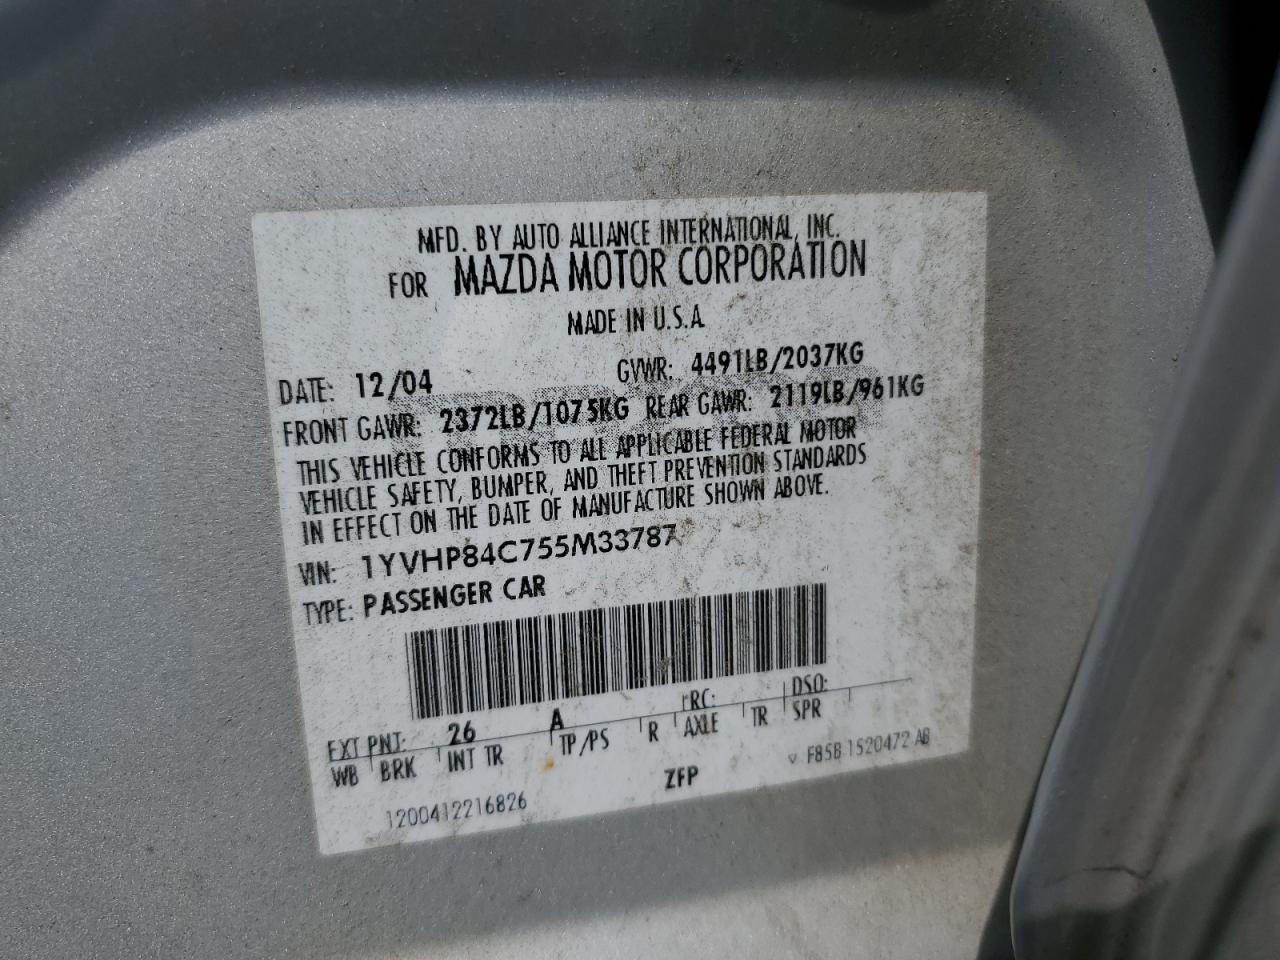 MFD. BY AUTO ALLIANCE INTERNATIONAL, INC.
FOR MAZDA MOTOR CORPORATION
MADE IN U.S.A.
DATE: 12/04 GVWR: 4491LB/2037KG
FRONT GAWR: 2372LB/1075KG REAR GAWR: 2119LB/961KG
THIS VEHICLE CONFORMS TO ALL APPLICABLE FEDERAL MOTOR
VEHICLE SAFETY, BUMPER, AND THEFT PREVENTION STANDARDS
IN EFFECT ON THE DATE OF MANUFACTURE SHOWN ABOVE.
VIN: 1YVHP84C755M33787
TYPE: PASSENGER CAR
EXT PNT: 26 A RC: DSO:
WB BRK INT TR TP/PS R AXLE TR SPR
1200412216826 ZFP F85B 1520472 AB